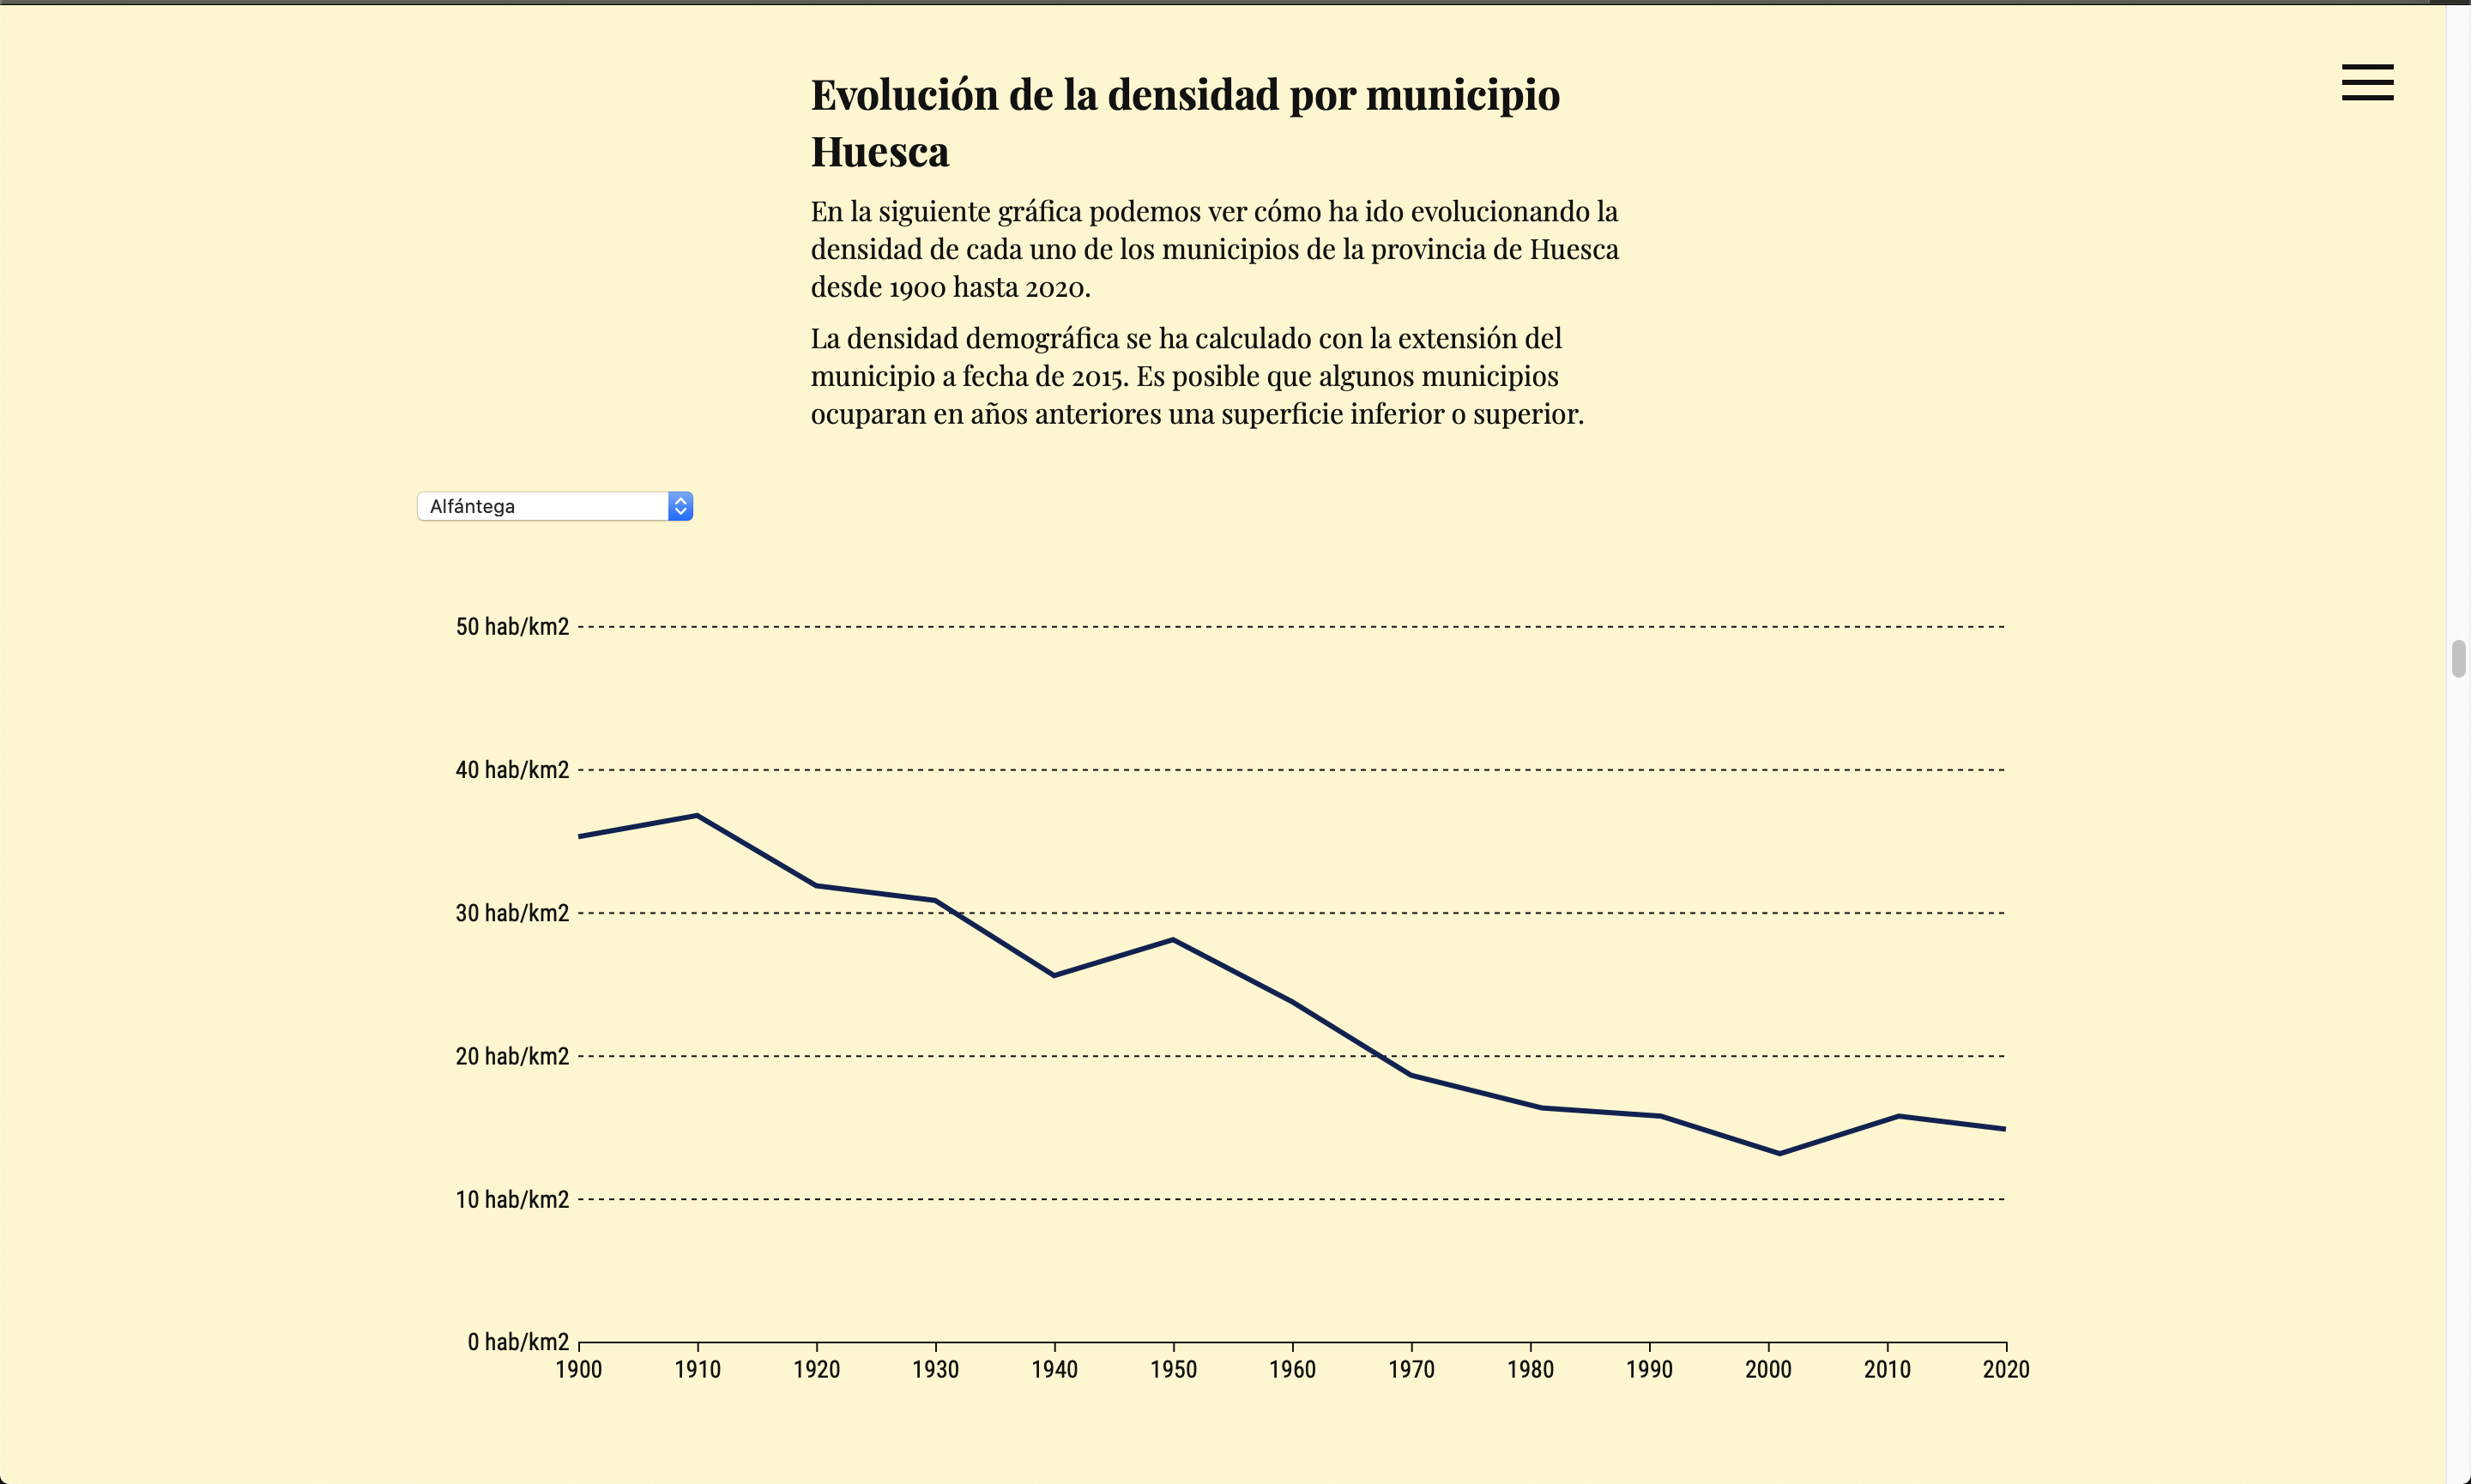 Evolución de la densidad por municipio
Huesca
En la siguiente gráfica podemos ver cómo ha ido evolucionando la
densidad de cada uno de los municipios de la provincia de Huesca
desde 1900 hasta 2020.
La densidad demográfica se ha calculado con la extensión del
municipio a fecha de 2015. Es posible que algunos municipios
ocuparan en años anteriores una superficie inferior o superior.
Alfántega
50 hab/km2
40 hab/km2
30 hab/km2
20 hab/km2
10 hab/km2
0 hab/km2
1900 1910 1920 1930 1940 1950 1960 1970 1980 1990 2000 2010 2020